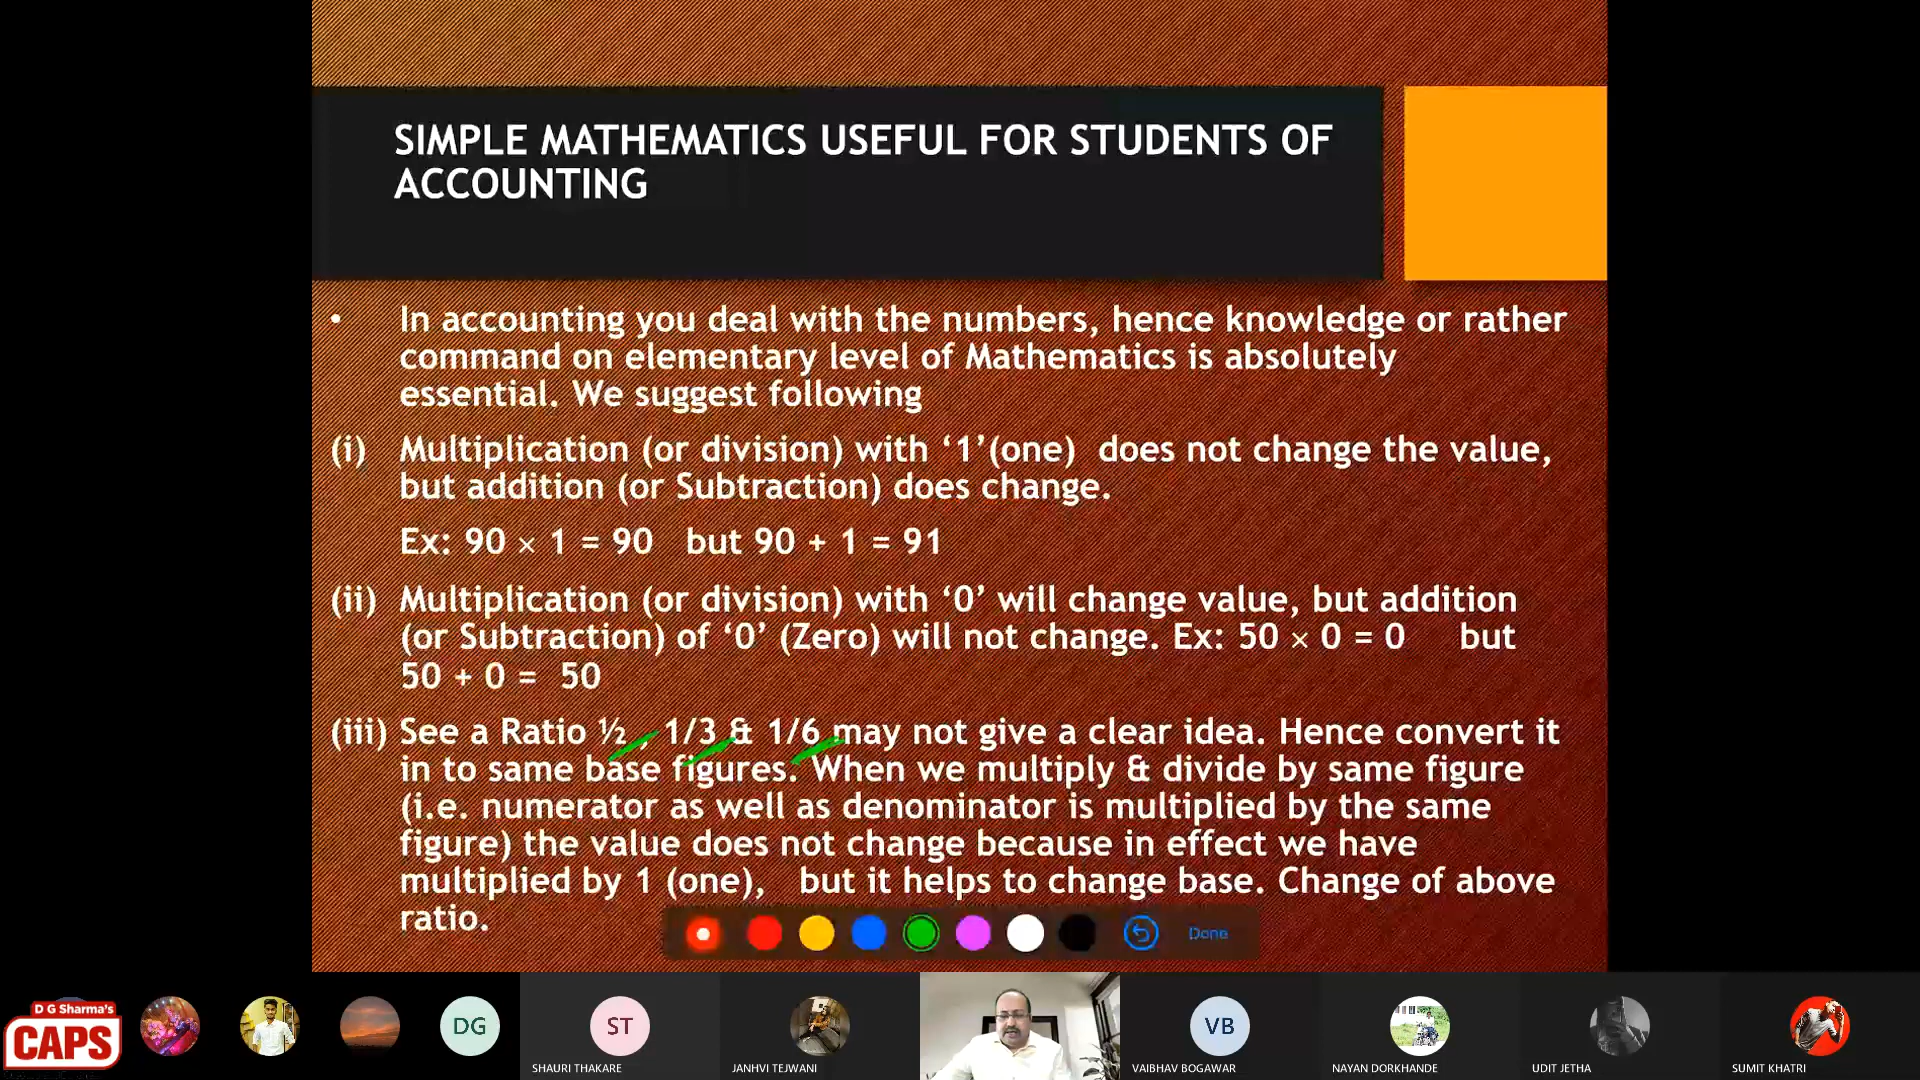 SIMPLE MATHEMATICS USEFUL FOR STUDENTS OF
ACCOUNTING
• In accounting you deal with the numbers, hence knowledge or rather
command on elementary level of Mathematics is absolutely
essential. We suggest following
(i) Multiplication (or division) with ‘1’(one) does not change the value,
but addition (or Subtraction) does change.
Ex: 90 × 1 = 90 but 90 + 1 = 91
(ii) Multiplication (or division) with ‘0’ will change value, but addition
(or Subtraction) of ‘0’ (Zero) will not change. Ex: 50 × 0 = 0 but
50 + 0 = 50
(iii) See a Ratio ½ , 1/3 & 1/6 may not give a clear idea. Hence convert it
in to same base figures. When we multiply & divide by same figure
(i.e. numerator as well as denominator is multiplied by the same
figure) the value does not change because in effect we have
multiplied by 1 (one), but it helps to change base. Change of above
ratio.
Done
D G Sharma's
CAPS
DG
ST
VB
SHAURI THAKARE
JANHVI TEJWANI
VAIBHAV BOGAWAR
NAYAN DORKHANDE
UDIT JETHA
SUMIT KHATRI